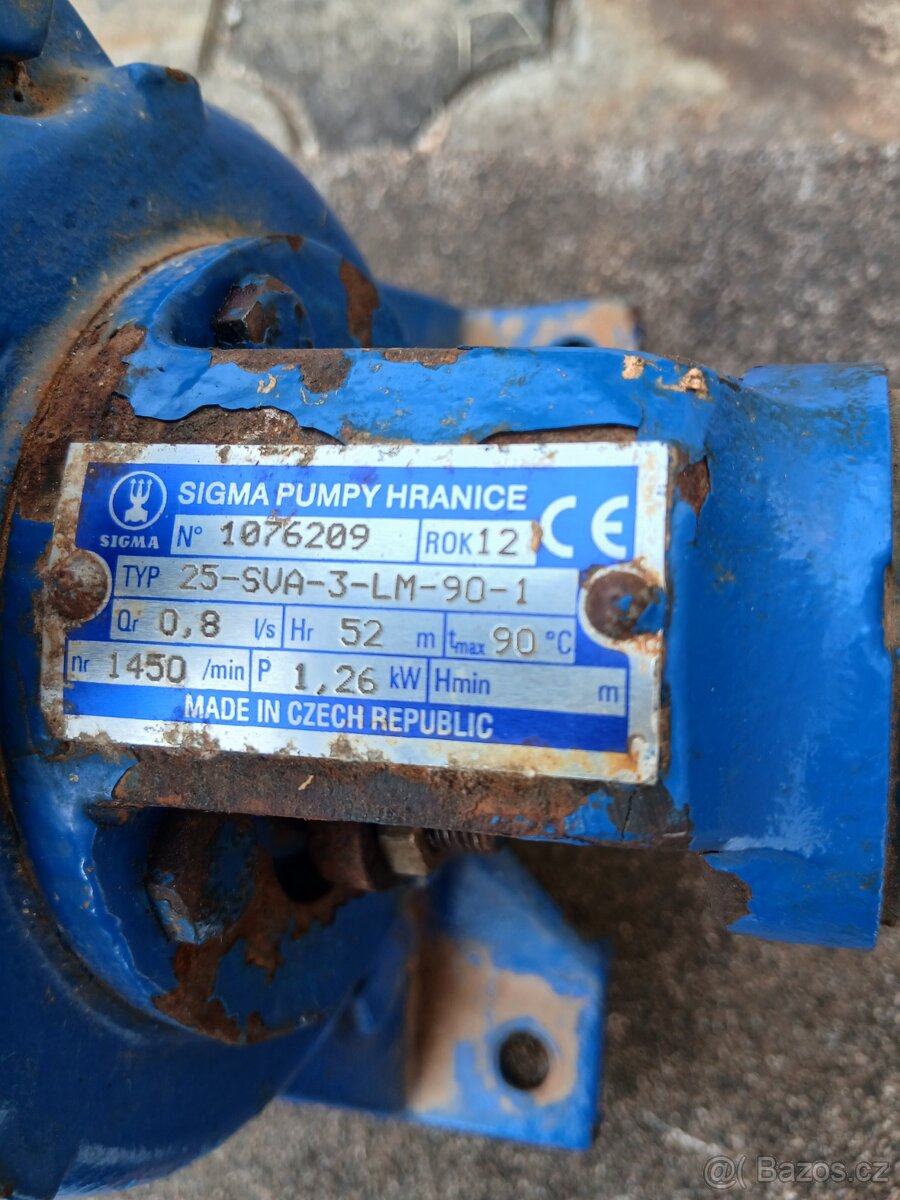 SIGMA PUMPY HRANICE
SIGMA
N° 1076209 ROK 12 CE
TYP 25-SVA-3-LM-90-1
Qr 0,8 l/s Hr 52 m tmax 90 °C
nr 1450 /min P 1,26 kW Hmin m
MADE IN CZECH REPUBLIC
@( Bazos.cz